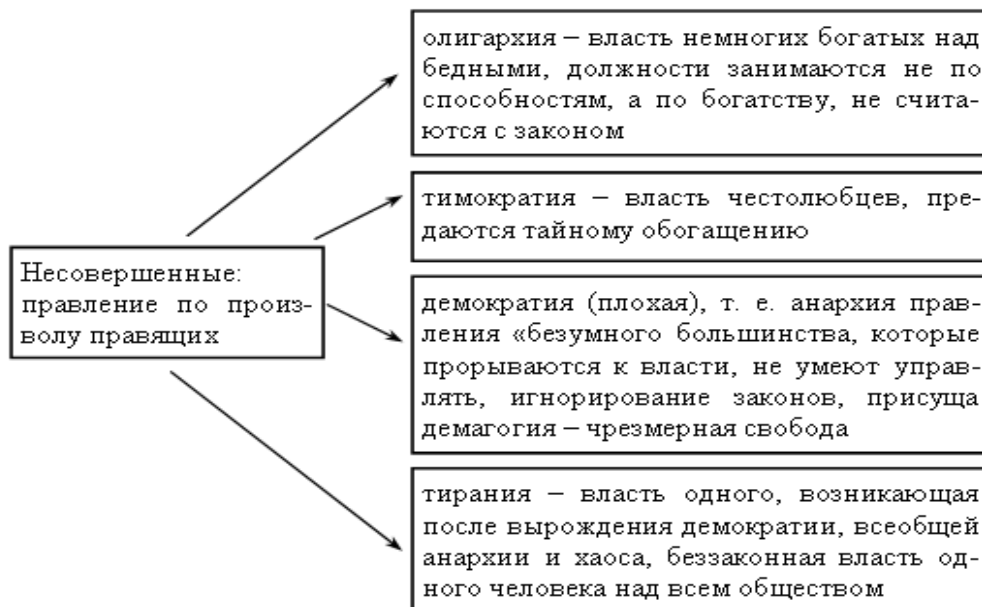 олигархия – власть немногих богатых над
бедными, должности занимаются не по
способностям, а по богатству, не счита-
ются с законом
тимократия – власть честолюбцев, пре-
даются тайному обогащению
Несовершенные:
правление по произ-
волу правящих
демократия (плохая), т. е. анархия прав-
ления «безумного большинства, которые
прорываются к власти, не умеют управ-
лять, игнорирование законов, присуща
демагогия – чрезмерная свобода
тирания – власть одного, возникающая
после вырождения демократии, всеобщей
анархии и хаоса, беззаконная власть од-
ного человека над всем обществом